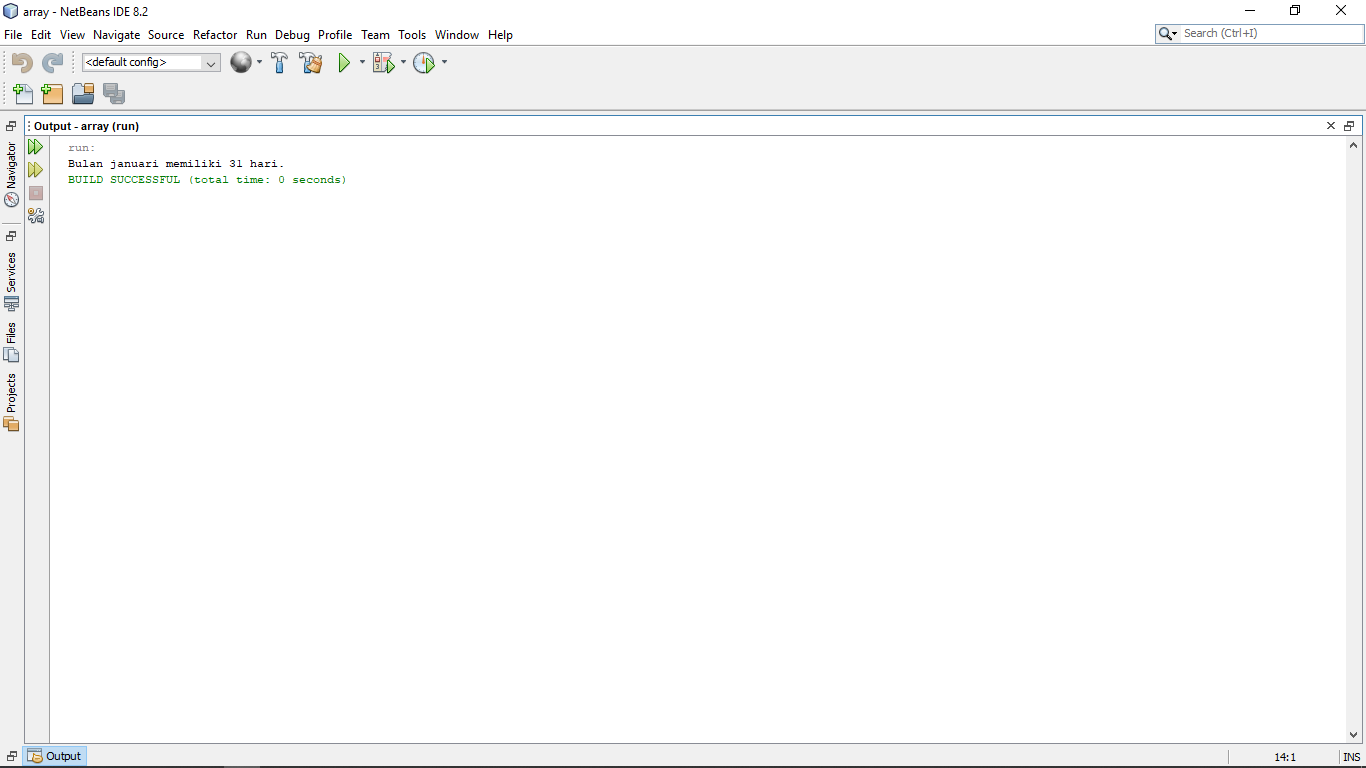 array - NetBeans IDE 8.2
File Edit View Navigate Source Refactor Run Debug Profile Team Tools Window Help
Search (Ctrl+I)
<default config>
Output - array (run)
run:
Bulan januari memiliki 31 hari.
BUILD SUCCESSFUL (total time: 0 seconds)
Navigator
Services
Files
Projects
Output
14:1
INS